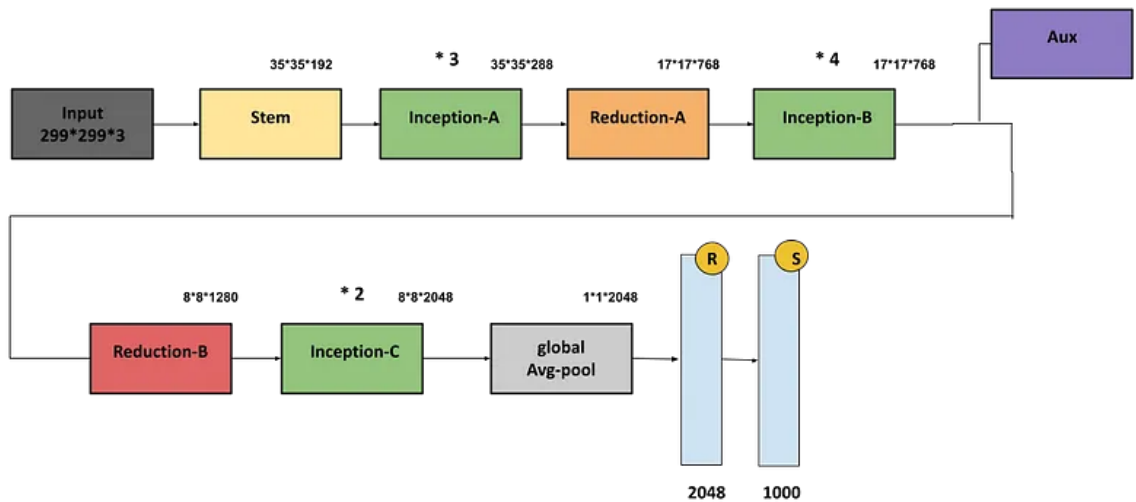 Aux
35*35*192
* 3
35*35*288
17*17*768
* 4
17*17*768
Input
299*299*3
Stem
Inception-A
Reduction-A
Inception-B
R
S
8*8*1280
* 2
8*8*2048
1*1*2048
Reduction-B
Inception-C
global
Avg-pool
2048
1000